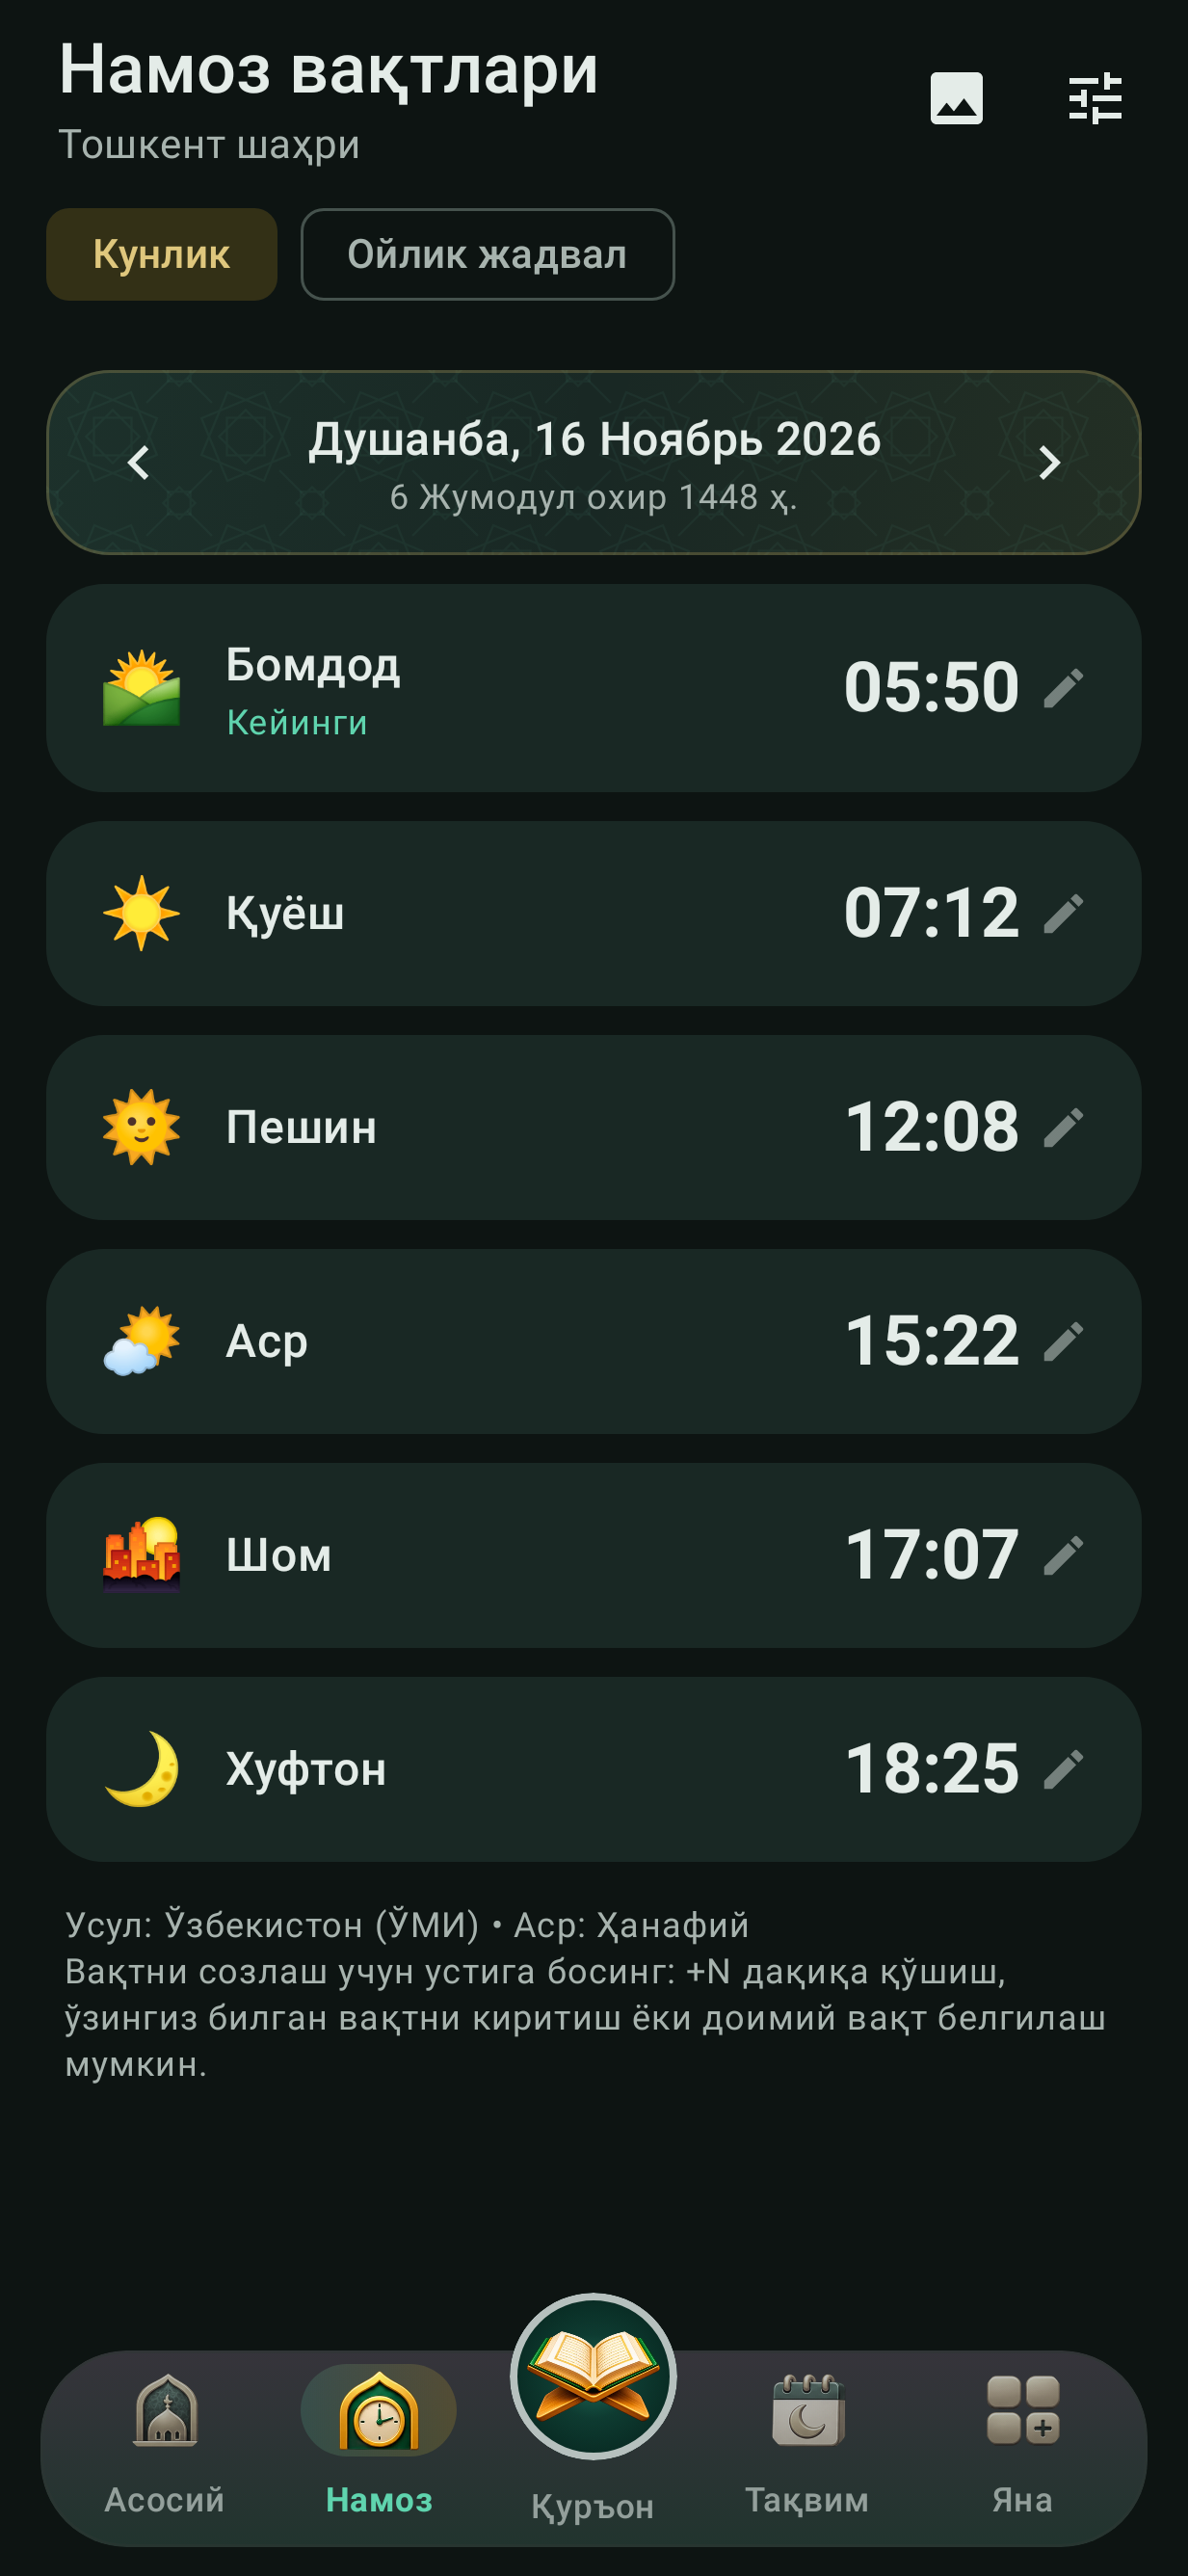 Намоз вақтлари
Тошкент шаҳри
Кунлик
Ойлик жадвал
Душанба, 16 Ноябрь 2026
6 Жумодул охир 1448 ҳ.
Бомдод
Кейинги
05:50
Қуёш
07:12
Пешин
12:08
Аср
15:22
Шом
17:07
Хуфтон
18:25
Усул: Ўзбекистон (ЎМИ) • Аср: Ҳанафий
Вақтни созлаш учун устига босинг: +N дақиқа қўшиш,
ўзингиз билган вақтни киритиш ёки доимий вақт белгилаш
мумкин.
Асосий
Намоз
Қуръон
Тақвим
Яна